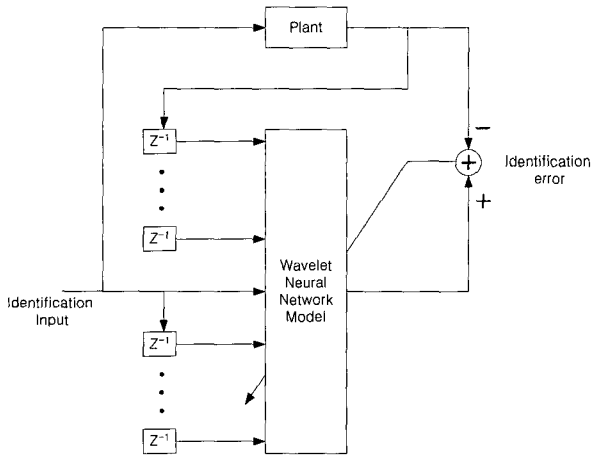 Plant
Z⁻¹
−
+
Identification
error
+
Z⁻¹
Wavelet
Neural
Network
Model
Identification
Input
Z⁻¹
Z⁻¹